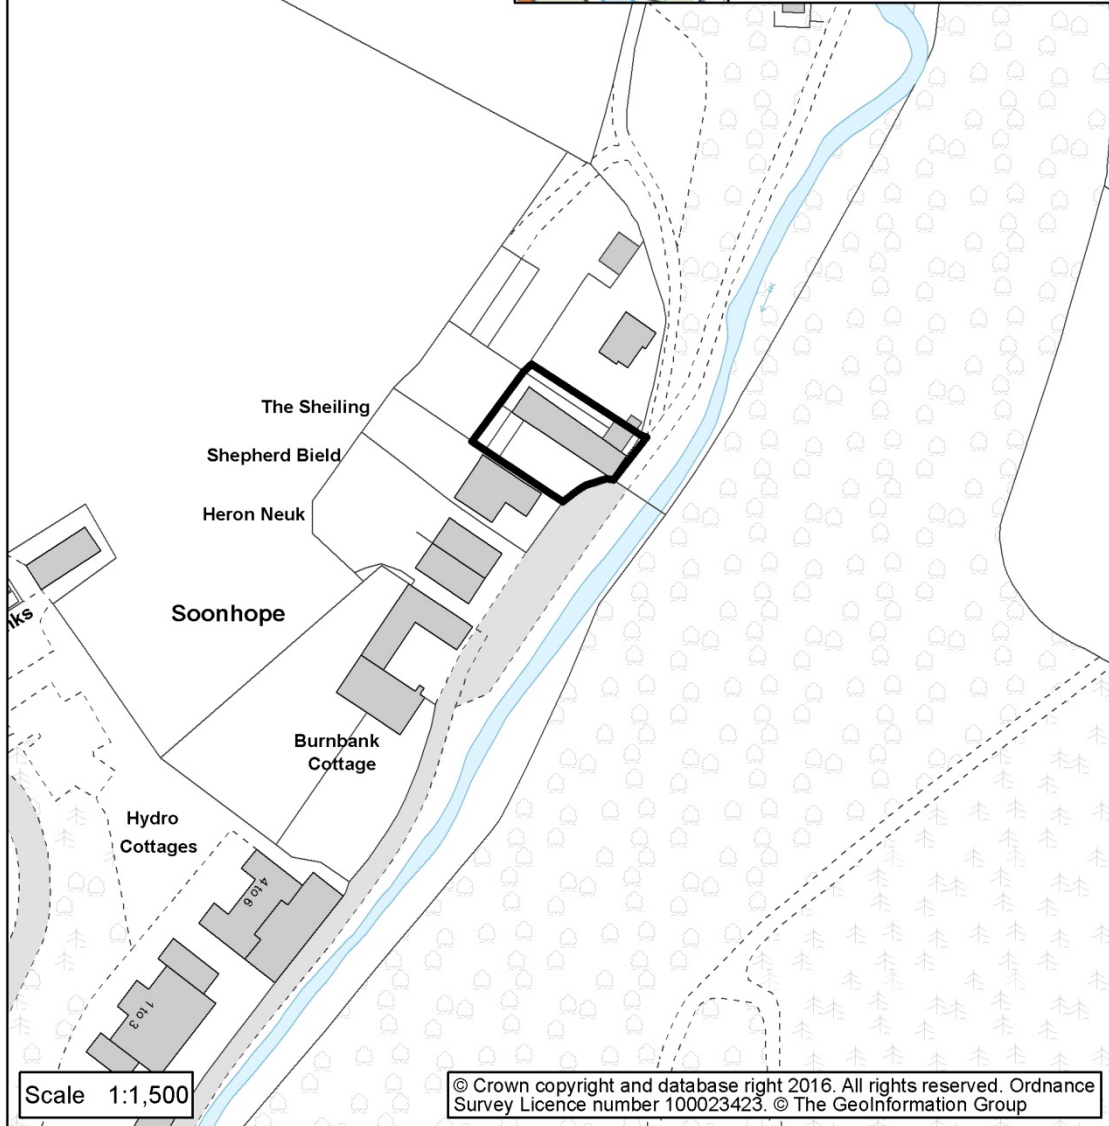 The Sheiling
Shepherd Bield
Heron Neuk
Soonhope
Burnbank
Cottage
Hydro
Cottages
4 to 6
1 to 3
Scale 1:1,500
© Crown copyright and database right 2016. All rights reserved. Ordnance
Survey Licence number 100023423. © The GeoInformation Group